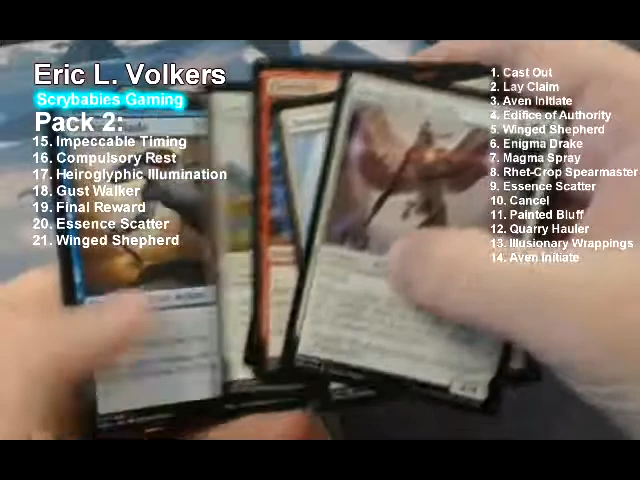 Eric L. Volkers
Scrybabies Gaming
Pack 2:
15. Impeccable Timing
16. Compulsory Rest
17. Heiroglyphic Illumination
18. Gust Walker
19. Final Reward
20. Essence Scatter
21. Winged Shepherd
1. Cast Out
2. Lay Claim
3. Aven Initiate
4. Edifice of Authority
5. Winged Shepherd
6. Enigma Drake
7. Magma Spray
8. Rhet-Crop Spearmaster
9. Essence Scatter
10. Cancel
11. Painted Bluff
12. Quarry Hauler
13. Illusionary Wrappings
14. Aven Initiate